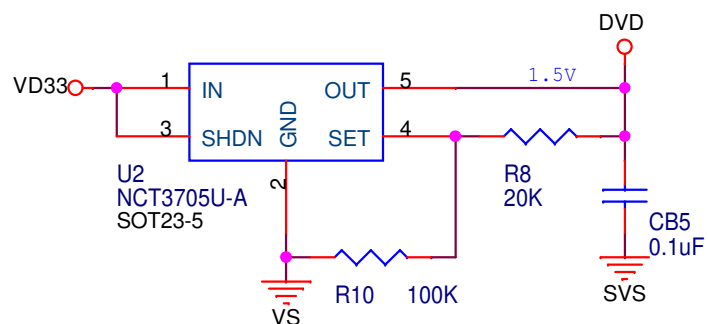 DVD
VD33
1
IN
OUT
5
1.5V
3
SHDN
GND
SET
4
2
U2
NCT3705U-A
SOT23-5
R8
20K
CB5
0.1uF
R10
100K
VS
SVS